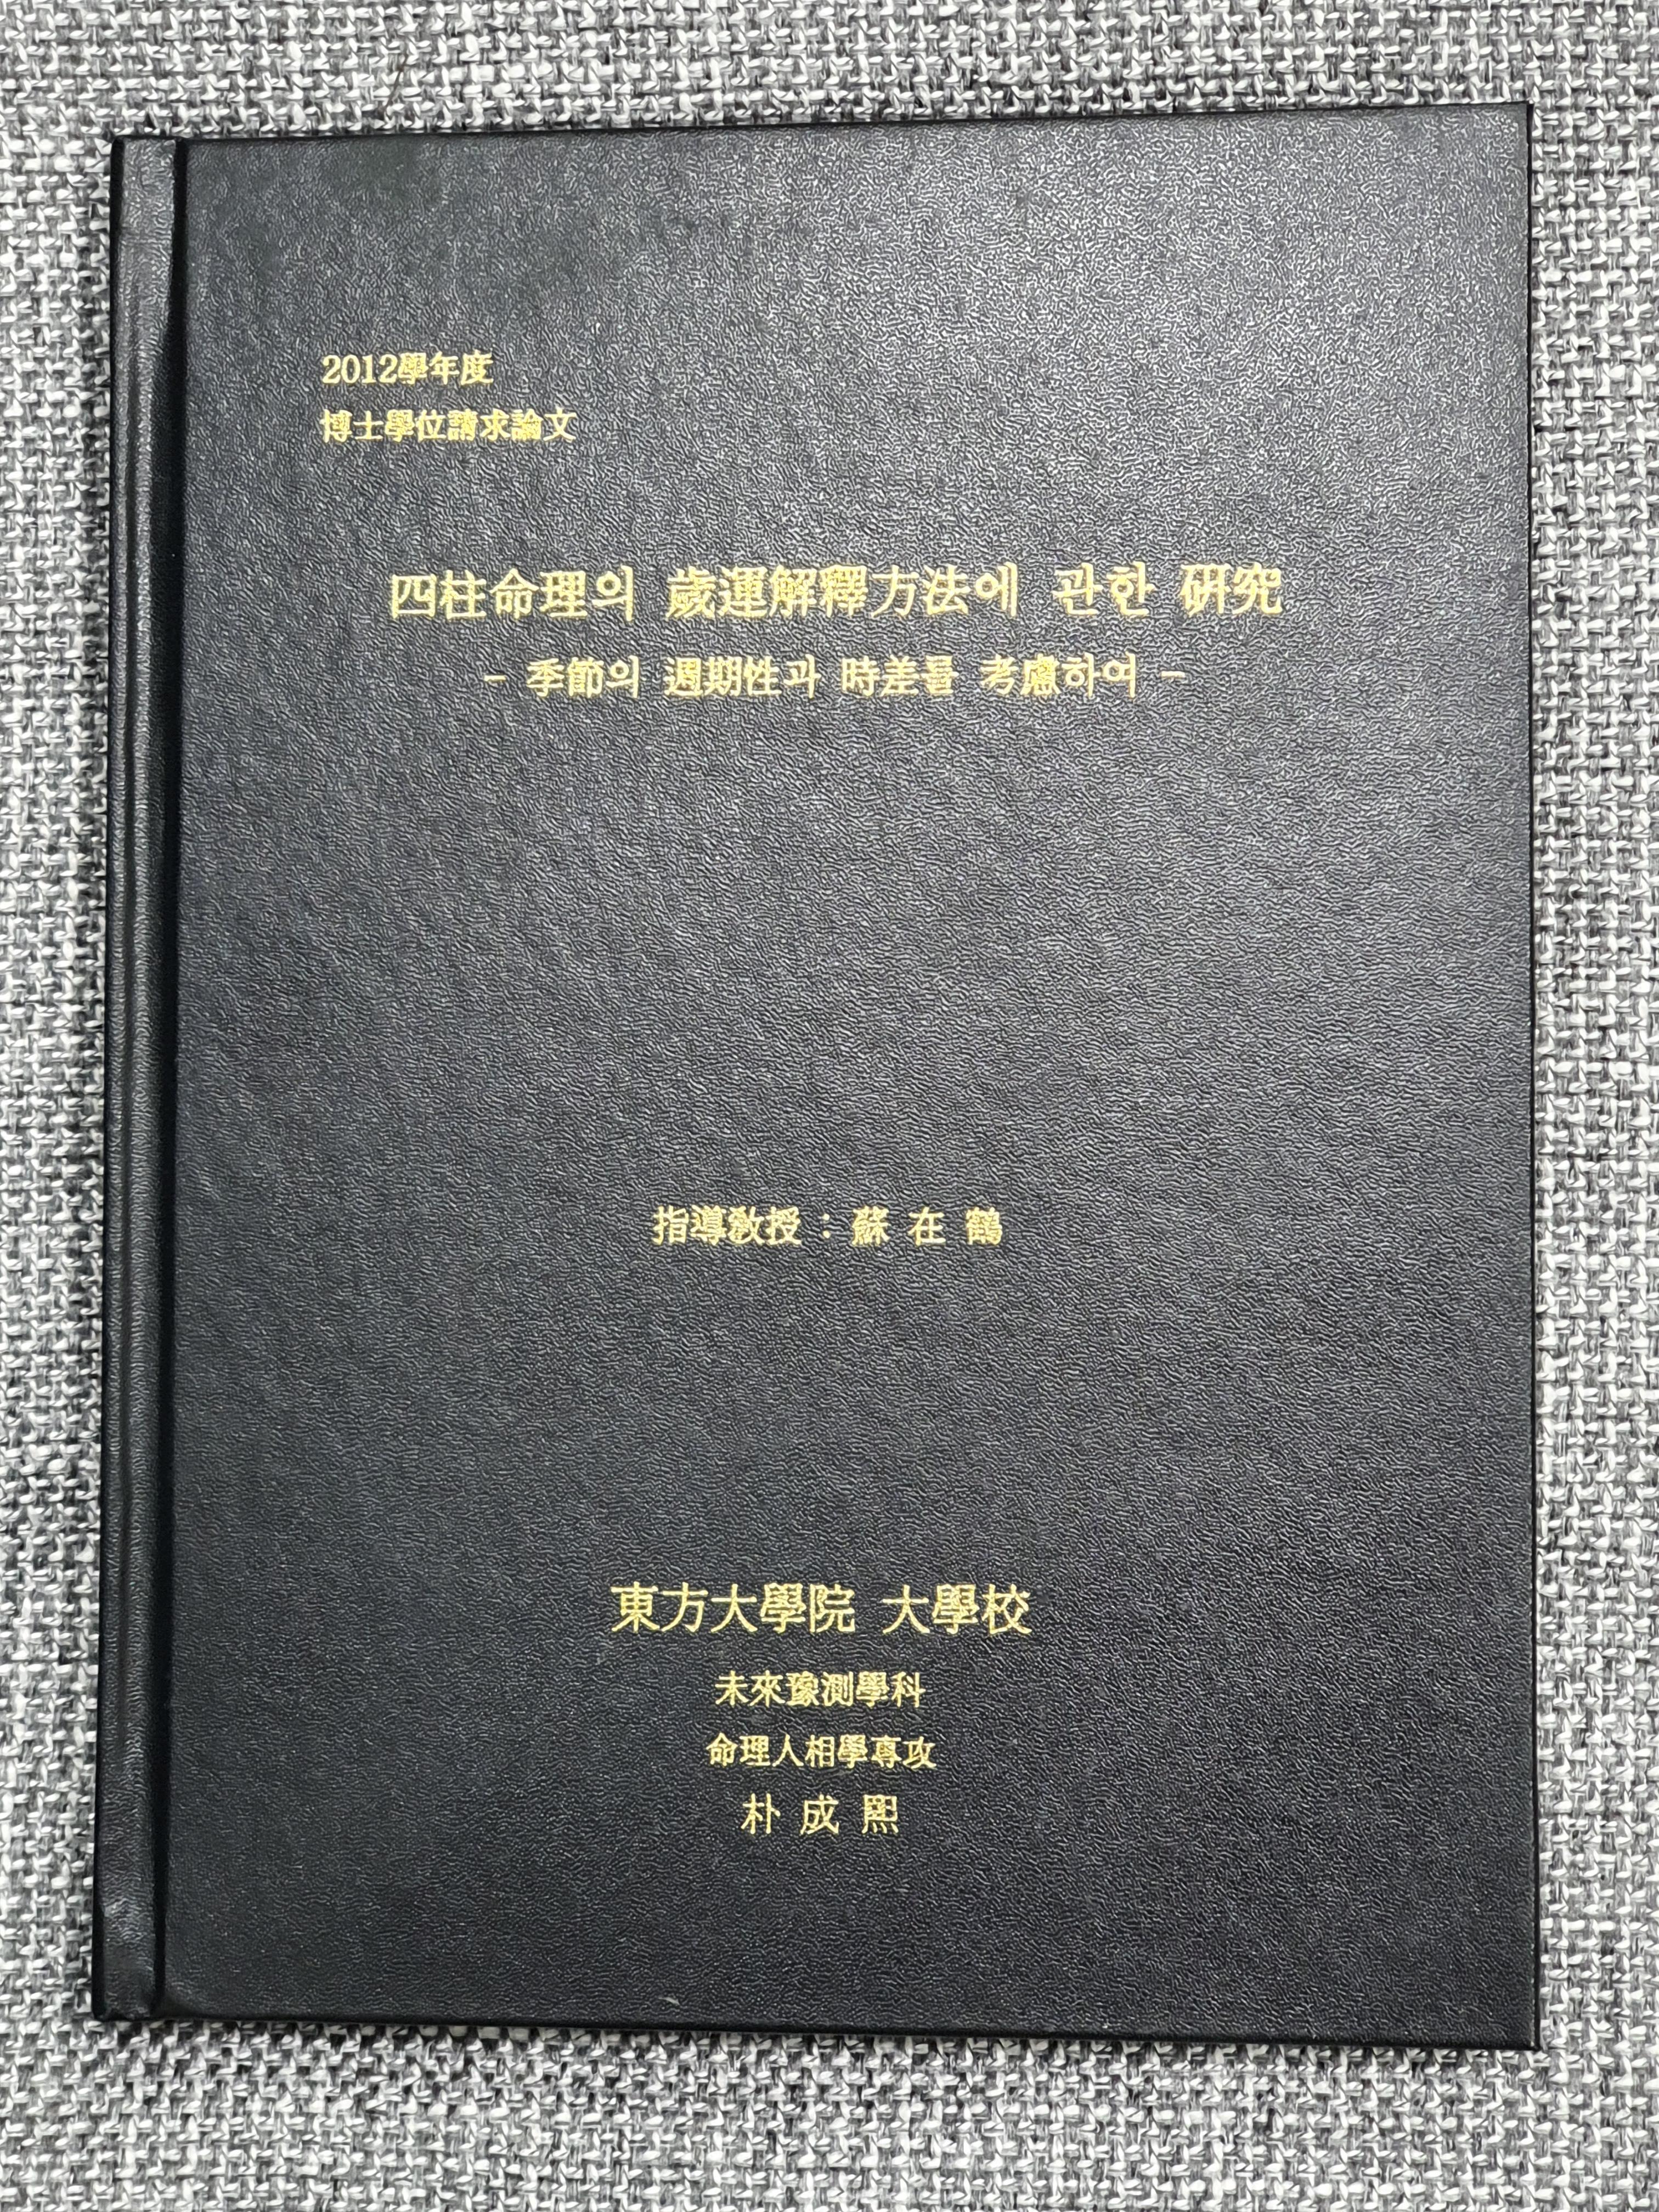 2012學年度
博士學位請求論文
四柱命理의 歲運解釋方法에 관한 硏究
- 季節의 週期性과 時差를 考慮하여 -
指導敎授 : 蘇 在 鶴
東方大學院 大學校
未來豫測學科
命理人相學專攻
朴 成 熙